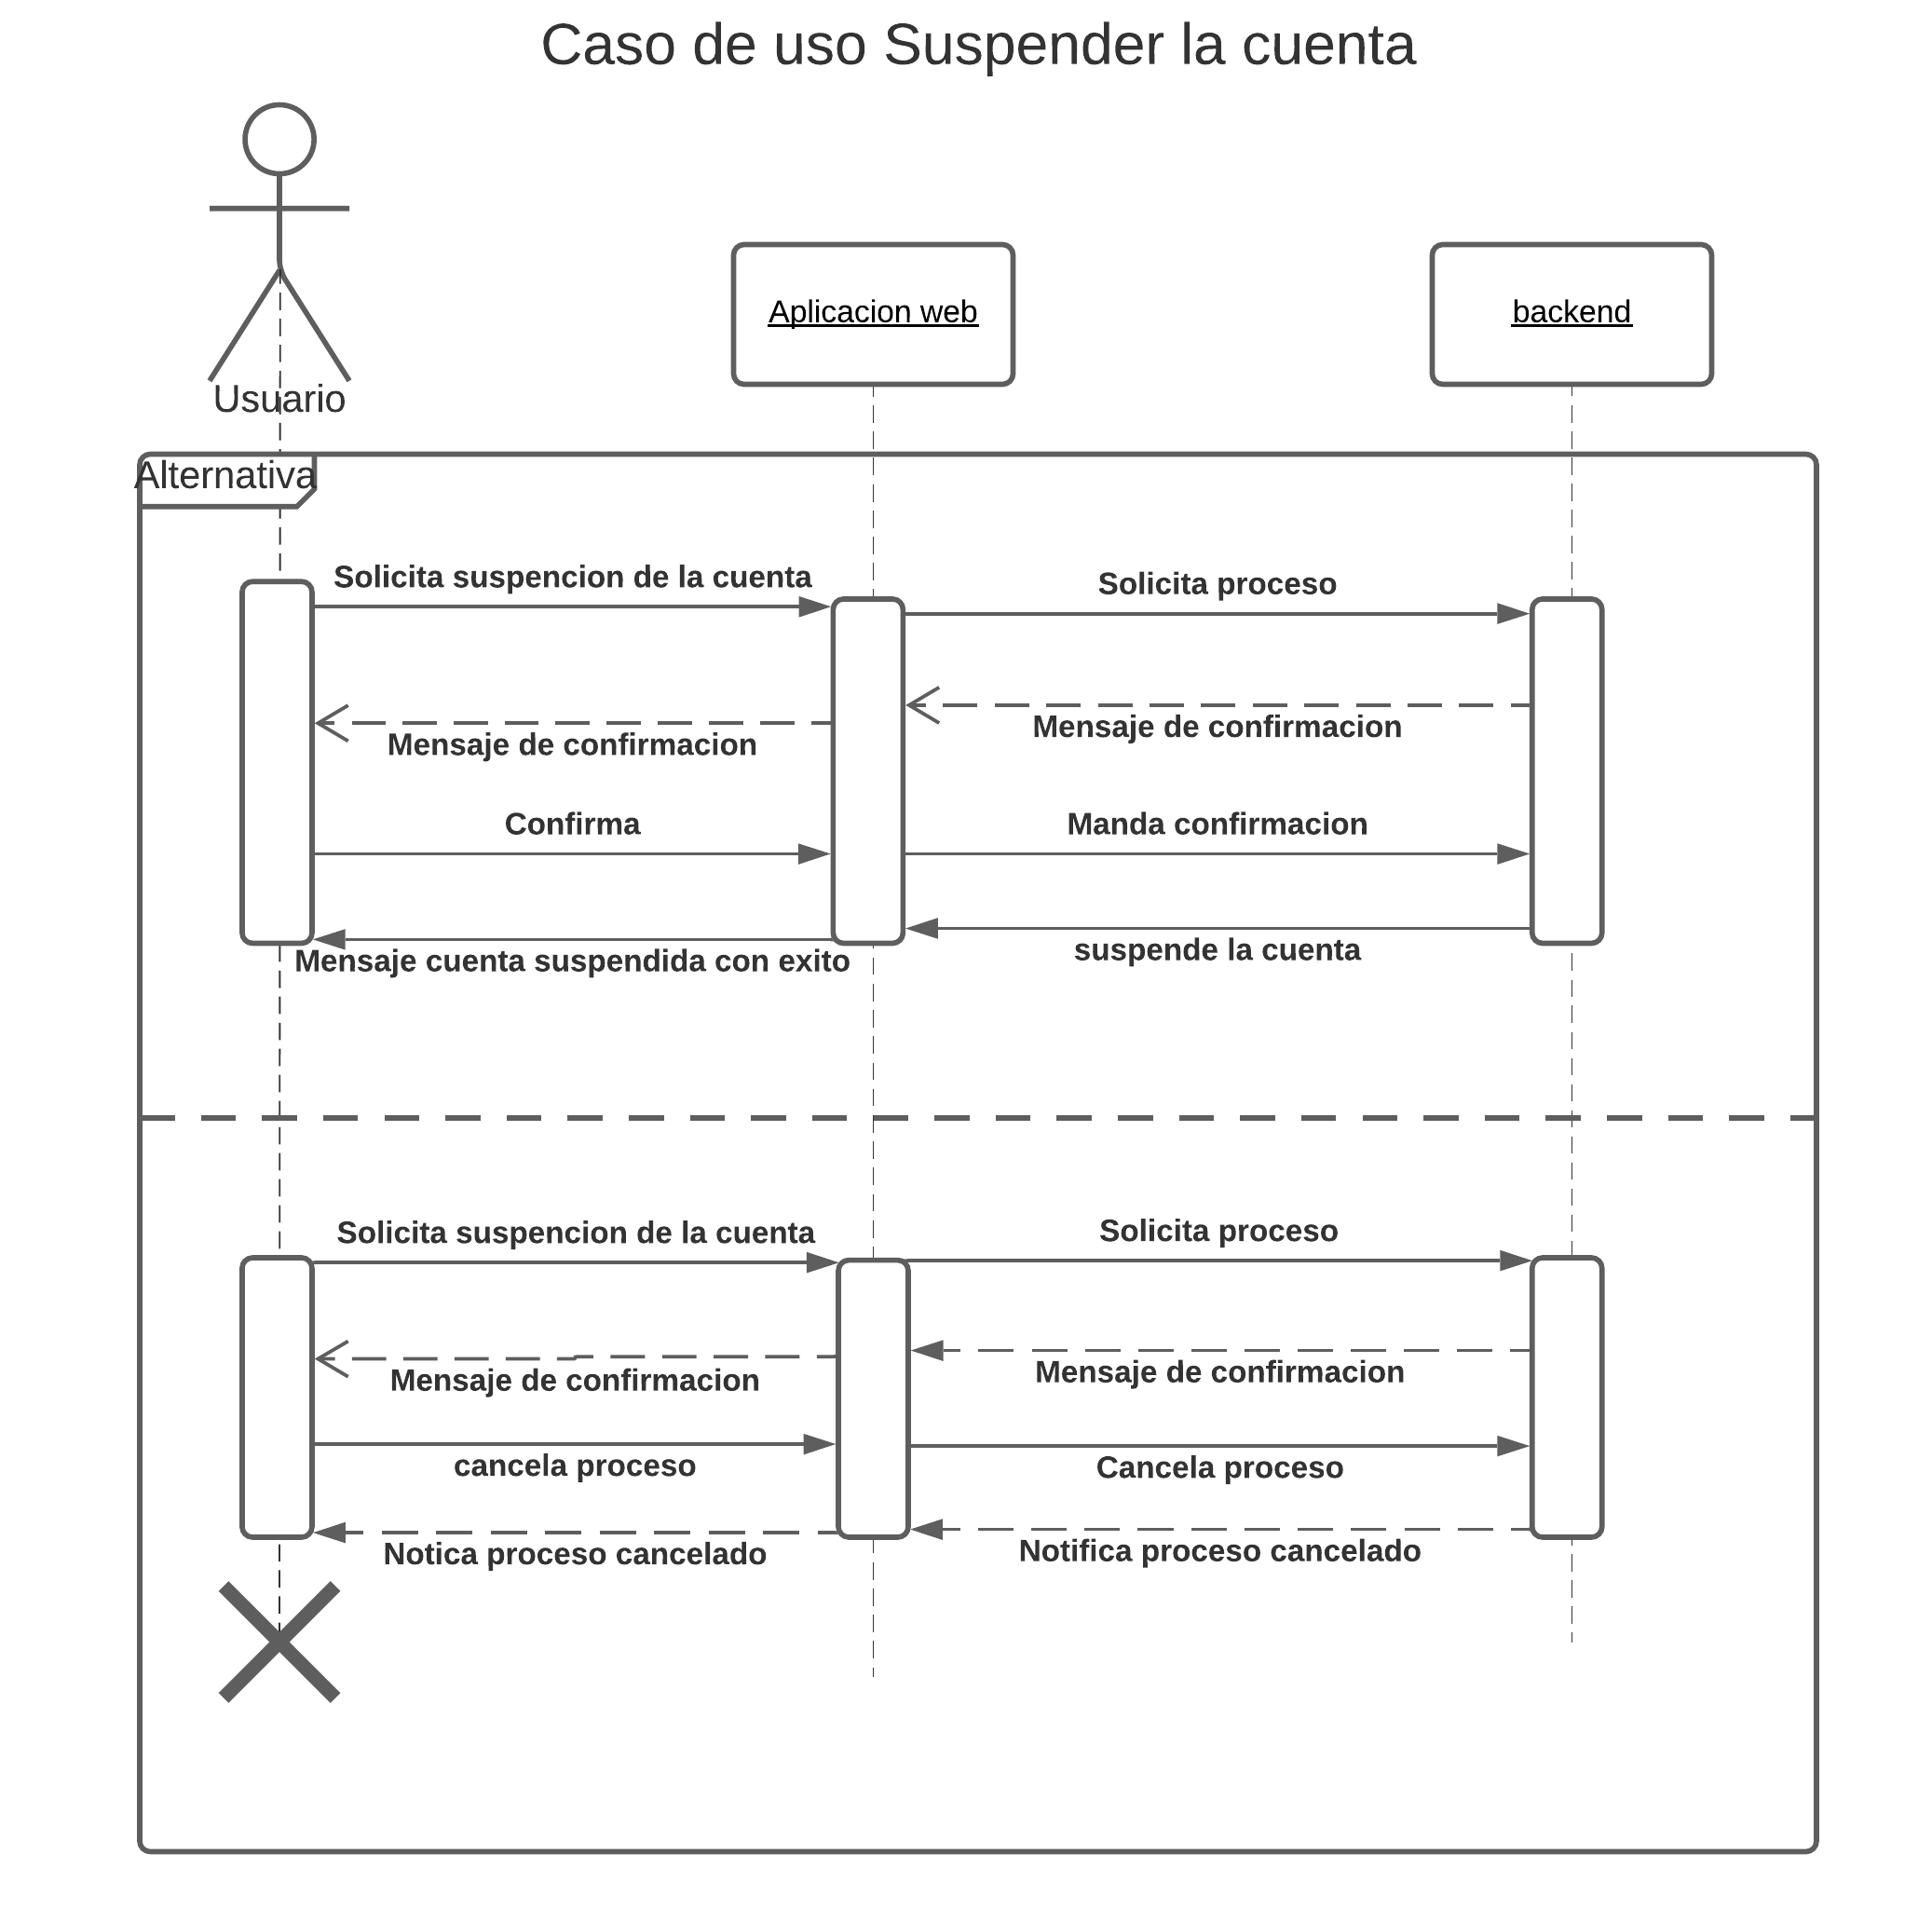 Caso de uso Suspender la cuenta
Aplicacion web
backend
Usuario
Alternativa
Solicita suspencion de la cuenta
Solicita proceso
Mensaje de confirmacion
Mensaje de confirmacion
Confirma
Manda confirmacion
suspende la cuenta
Mensaje cuenta suspendida con exito
Solicita suspencion de la cuenta
Solicita proceso
Mensaje de confirmacion
Mensaje de confirmacion
cancela proceso
Cancela proceso
Notica proceso cancelado
Notifica proceso cancelado